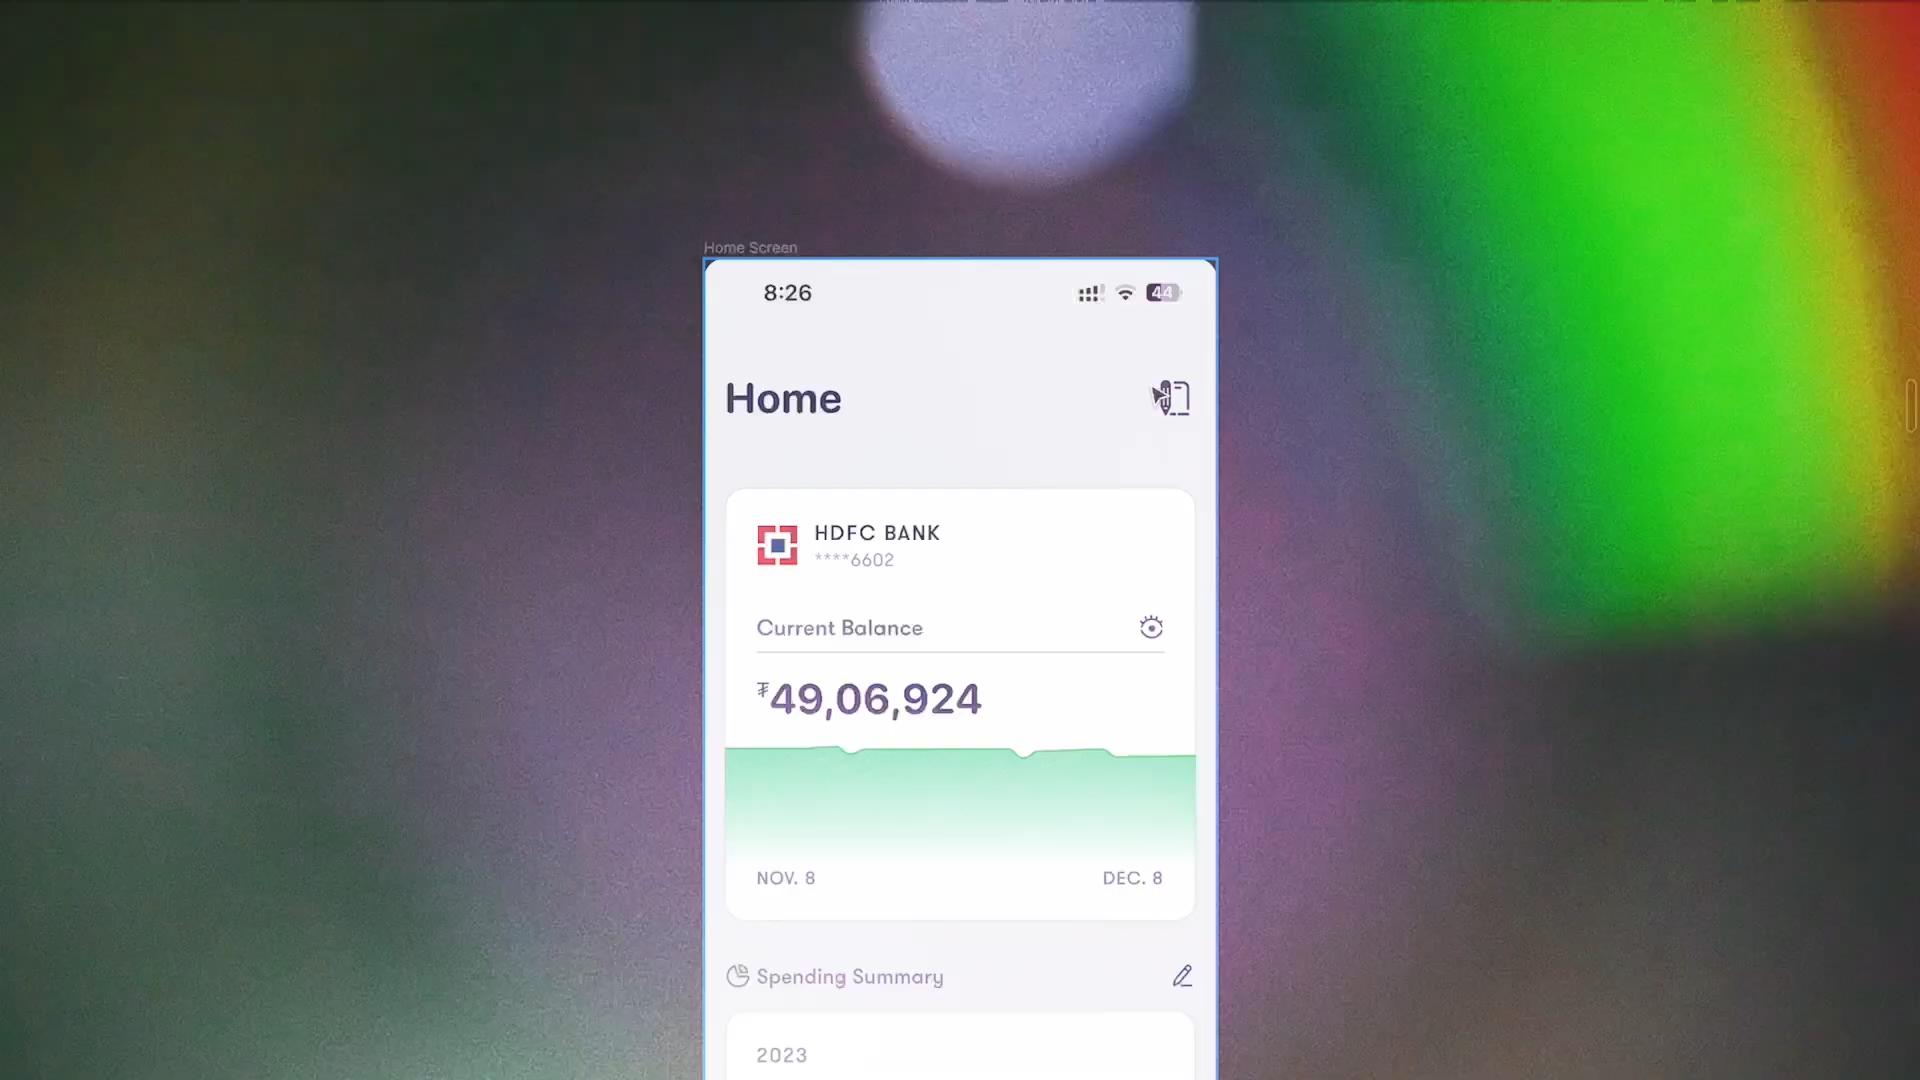 Home Screen
8:26
44
Home
HDFC BANK
****6602
Current Balance
₮49,06,924
NOV. 8
DEC. 8
Spending Summary
2023